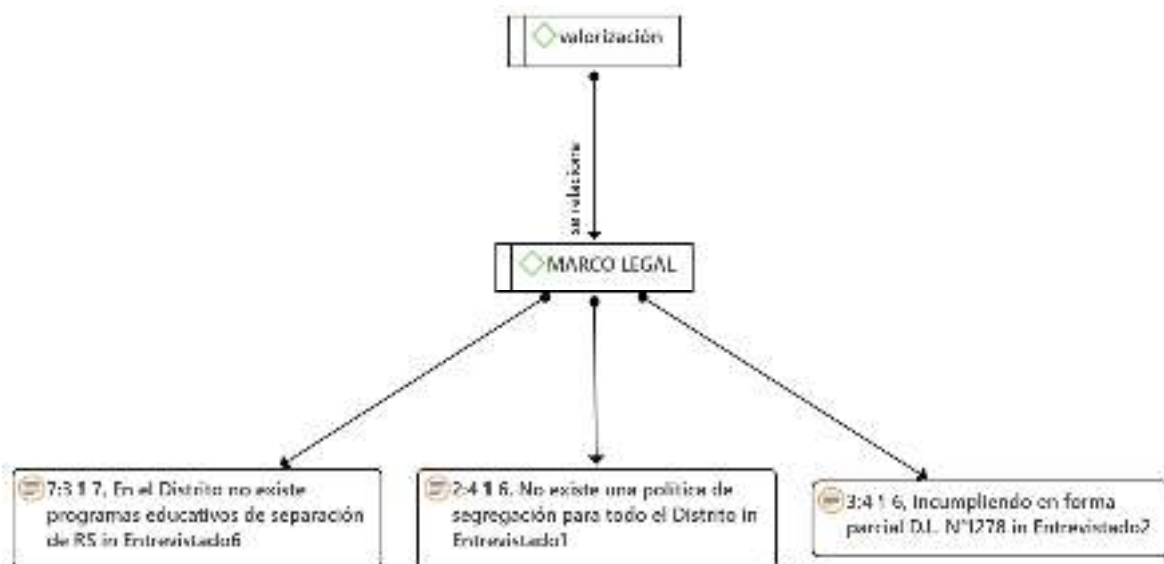 valorización
se relaciona
MARCO LEGAL
7:3 ¶ 7, En el Distrito no existe
programas educativos de separación
de RS in Entrevistado6
2:4 ¶ 6, No existe una política de
segregación para todo el Distrito in
Entrevistado1
3:4 ¶ 6, Incumpliendo en forma
parcial D.L. N°1278 in Entrevistado2